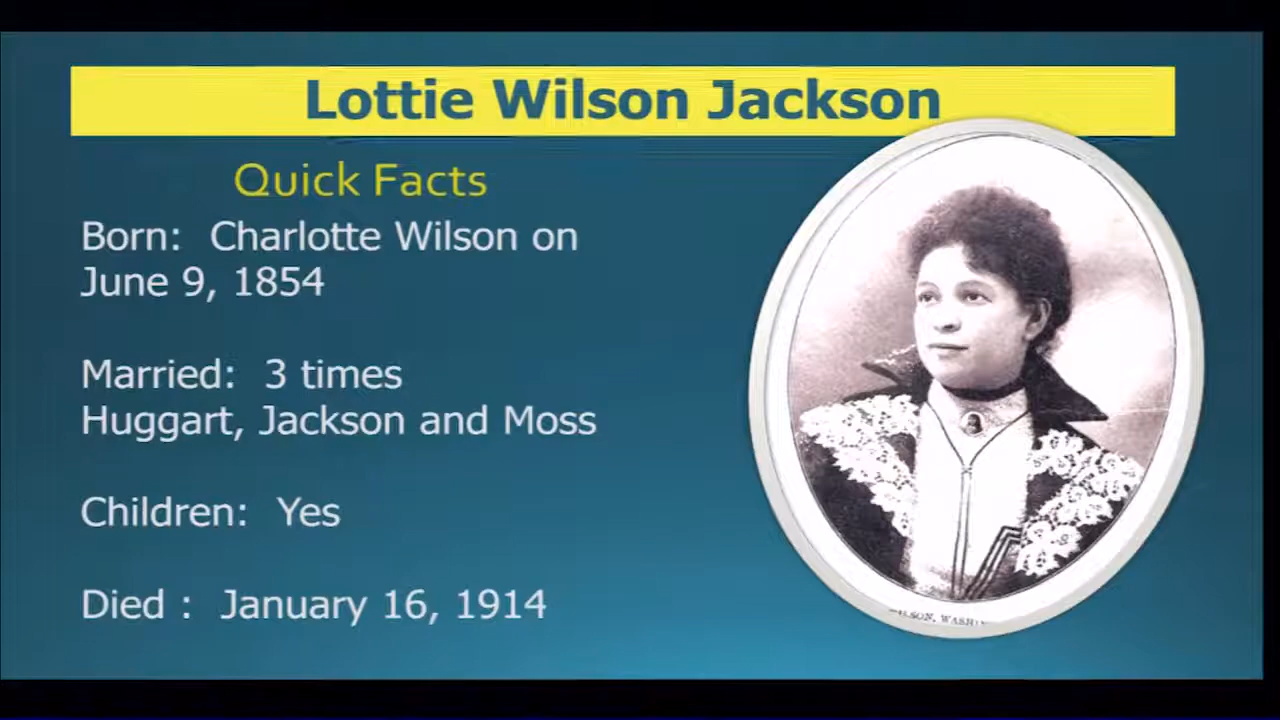 Lottie Wilson Jackson
Quick Facts
Born: Charlotte Wilson on
June 9, 1854
Married: 3 times
Huggart, Jackson and Moss
Children: Yes
Died : January 16, 1914